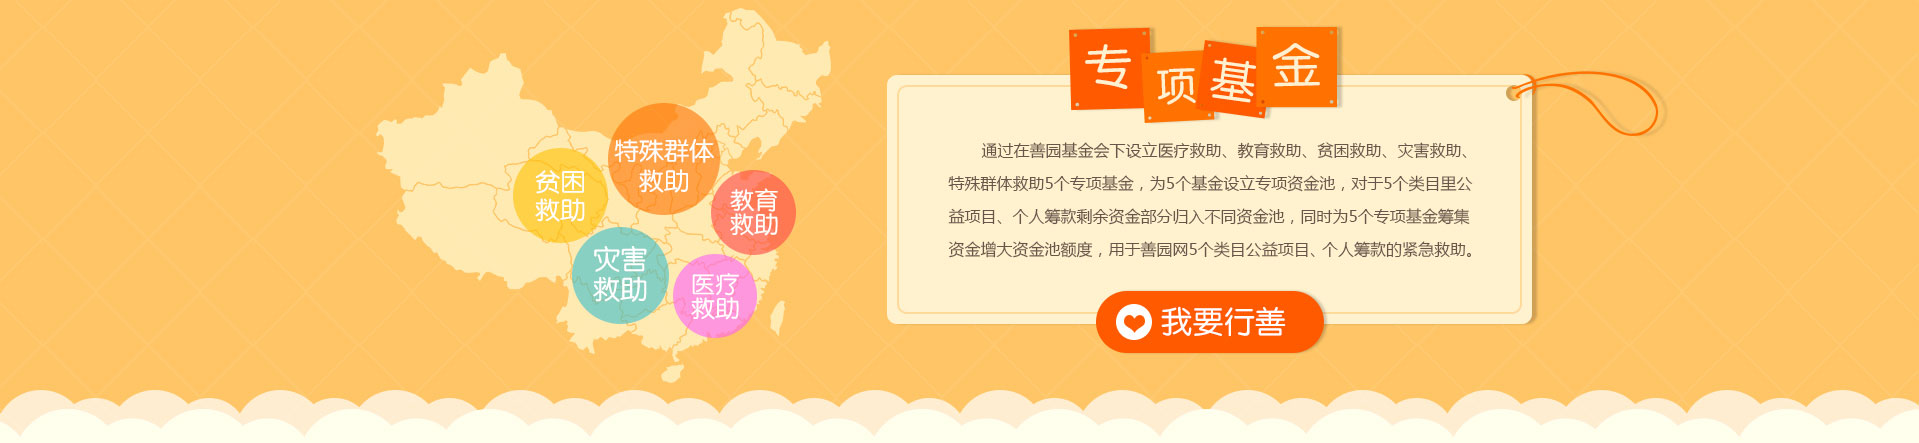 特殊群体
救助
贫困
救助
教育
救助
灾害
救助
医疗
救助
专项基金
通过在善园基金会下设立医疗救助、教育救助、贫困救助、灾害救助、
特殊群体救助5个专项基金，为5个基金设立专项资金池，对于5个类目里公
益项目、个人筹款剩余资金部分归入不同资金池，同时为5个专项基金筹集
资金增大资金池额度，用于善园网5个类目公益项目、个人筹款的紧急救助。
我要行善